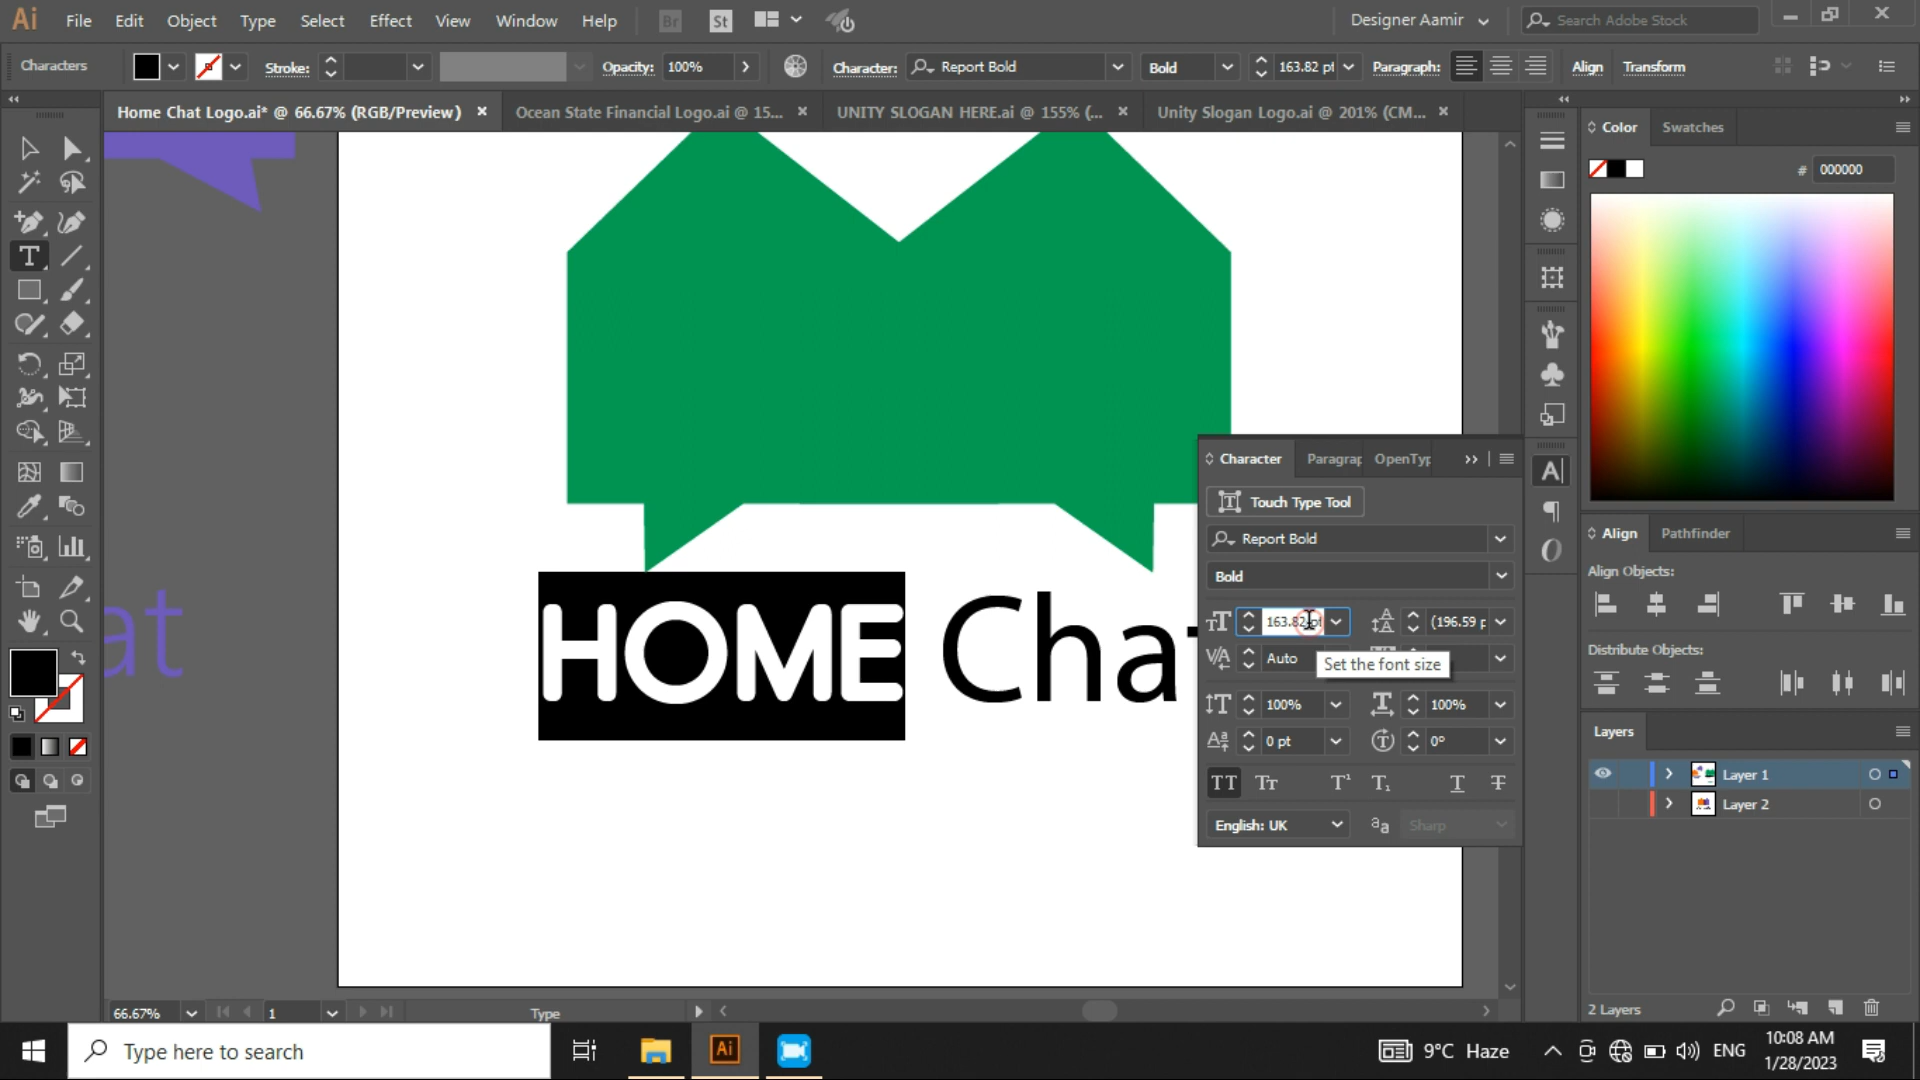 Ai File Edit Object Type Select Effect View Window Help Br St Designer Aamir Search Adobe Stock
Characters Stroke: Opacity: 100% Character: Report Bold Bold 163.82 pt Paragraph: Align Transform
Home Chat Logo.ai* @ 66.67% (RGB/Preview) Ocean State Financial Logo.ai @ 15... UNITY SLOGAN HERE.ai @ 155% (... Unity Slogan Logo.ai @ 201% (CM...
Color Swatches
# 000000
Character Paragrap OpenTyp
Touch Type Tool
Report Bold
Bold
163.82 pt (196.59 p
Auto
Set the font size
100% 100%
0 pt 0°
English: UK Sharp
at
HOME Chat
Align Pathfinder
Align Objects:
Distribute Objects:
Layers
Layer 1
Layer 2
2 Layers
66.67% 1 Type
Type here to search Ai 9°C Haze ENG 10:08 AM
1/28/2023